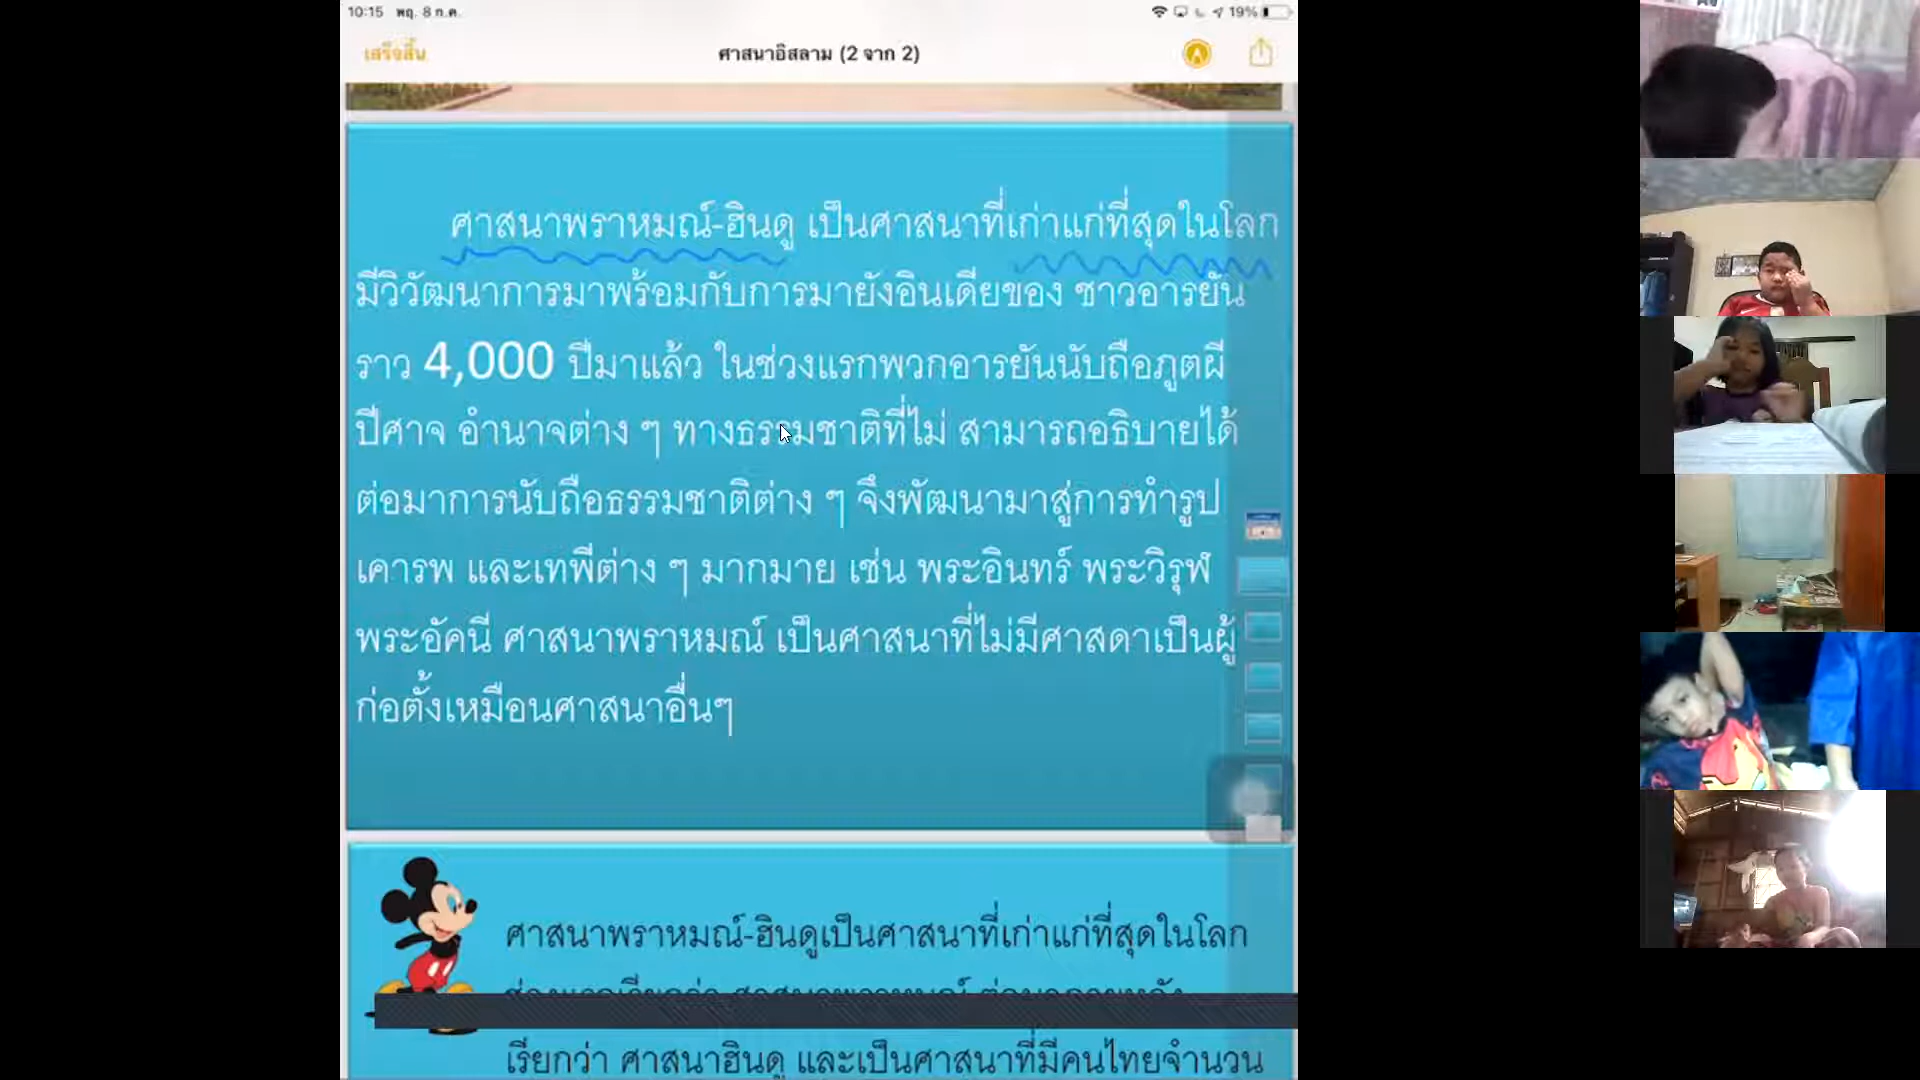 10:15 พฤ. 8 ก.ค. 19%
เสร็จสิ้น ศาสนาอิสลาม (2 จาก 2)
ศาสนาพราหมณ์-ฮินดู เป็นศาสนาที่เก่าแก่ที่สุดในโลก
มีวิวัฒนาการมาพร้อมกับการมายังอินเดียของ ชาวอารยัน
ราว 4,000 ปีมาแล้ว ในช่วงแรกพวกอารยันนับถือภูตผี
ปีศาจ อำนาจต่าง ๆ ทางธรรมชาติที่ไม่ สามารถอธิบายได้
ต่อมาการนับถือธรรมชาติต่าง ๆ จึงพัฒนามาสู่การทำรูป
เคารพ และเทพีต่าง ๆ มากมาย เช่น พระอินทร์ พระวิรุฬ
พระอัคนี ศาสนาพราหมณ์ เป็นศาสนาที่ไม่มีศาสดาเป็นผู้
ก่อตั้งเหมือนศาสนาอื่นๆ
ศาสนาพราหมณ์-ฮินดูเป็นศาสนาที่เก่าแก่ที่สุดในโลก
เรียกว่า ศาสนาฮินดู และเป็นศาสนาที่มีคนไทยจำนวน